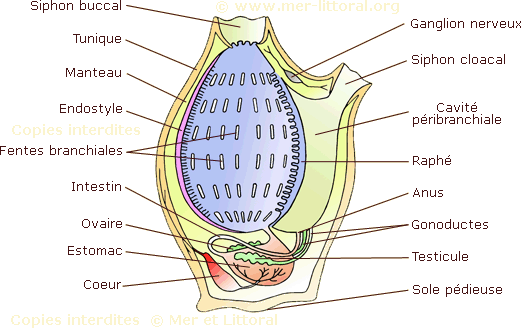 © www.mer-littoral.org
Siphon buccal
Tunique
Manteau
Endostyle
Copies interdites
Fentes branchiales
Intestin
Ovaire
Estomac
Coeur
Ganglion nerveux
Siphon cloacal
Cavité
péribranchiale
Raphé
Anus
Gonoductes
Testicule
Sole pédieuse
Copies interdites © Mer et Littoral